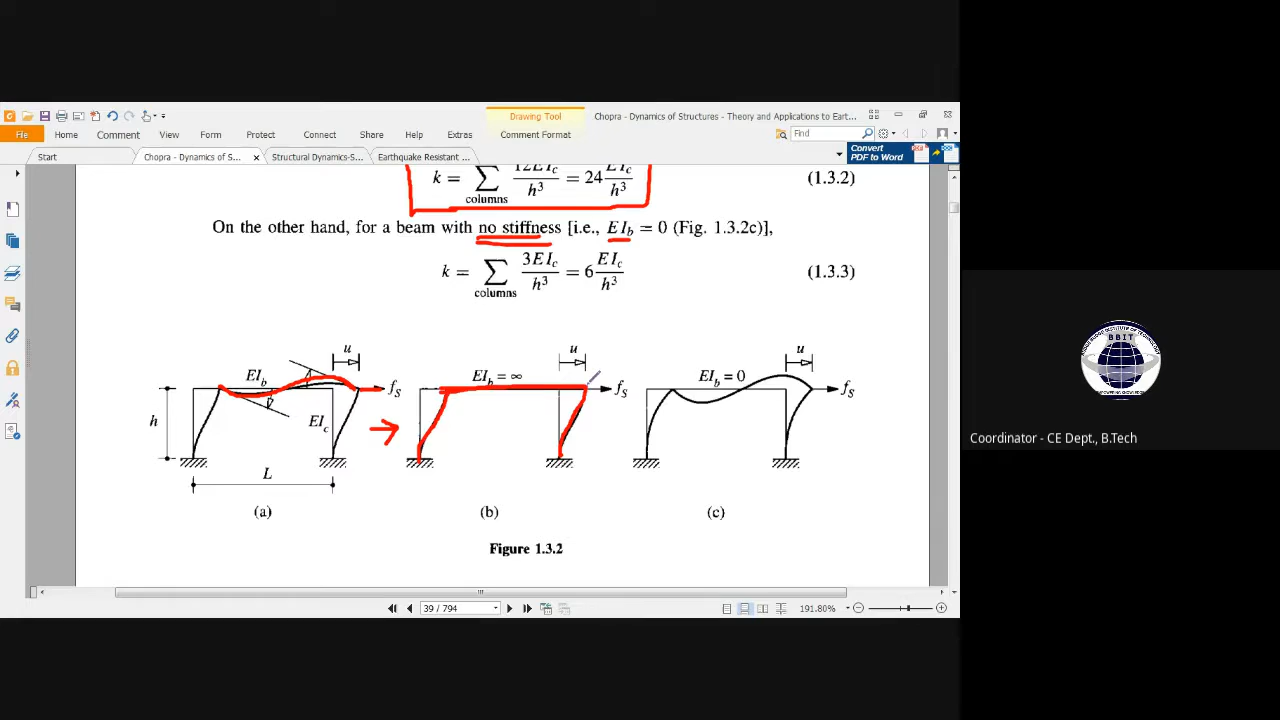 Drawing Tool
Chopra - Dynamics of Structures - Theory and Applications to Eart...
File Home Comment View Form Protect Connect Share Help Extras Comment Format
Find
Start Chopra - Dynamics of S... × Structural Dynamics-S... Earthquake Resistant ...
Convert
PDF to Word
k = ∑ 12EIc/h³ = 24 EIc/h³ (1.3.2)
columns
On the other hand, for a beam with no stiffness [i.e., EIb = 0 (Fig. 1.3.2c)],
k = ∑ 3EIc/h³ = 6 EIc/h³ (1.3.3)
columns
u u u
EIb EIb = ∞ EIb = 0
fS fS fS
h EIc
L
(a) (b) (c)
Figure 1.3.2
39 / 794
191.80%
BBIT
Coordinator - CE Dept., B.Tech